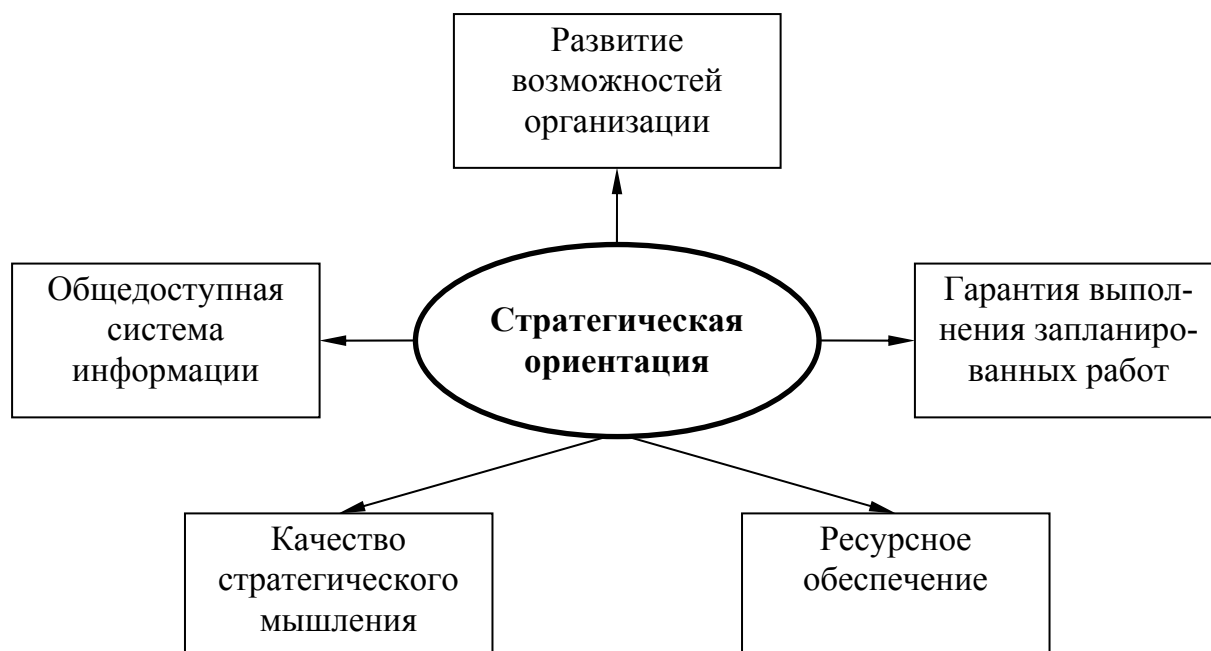 Развитие
возможностей
организации
Общедоступная
система
информации
Стратегическая
ориентация
Гарантия выпол-
нения запланиро-
ванных работ
Качество
стратегического
мышления
Ресурсное
обеспечение